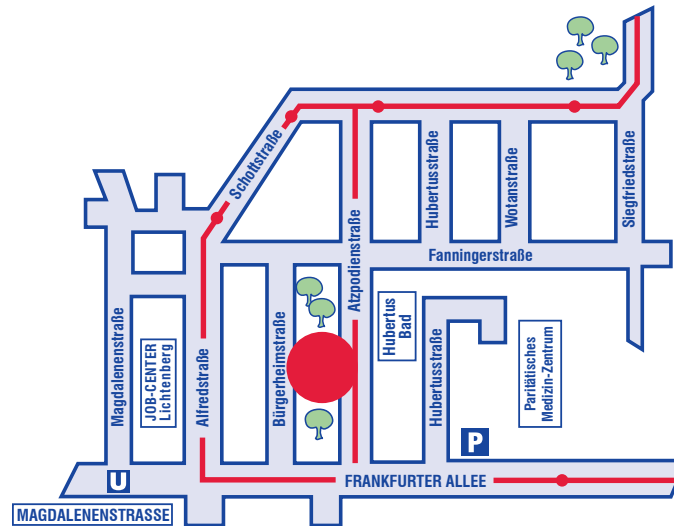 Schottstraße
Hubertusstraße
Wotanstraße
Siegfriedstraße
Atzpodienstraße
Fanningerstraße
Magdalenenstraße
JOB-CENTER
Lichtenberg
Alfredstraße
Bürgerheimstraße
Hubertus
Bad
Hubertusstraße
Paritätisches
Medizin-Zentrum
P
U
FRANKFURTER ALLEE
MAGDALENENSTRASSE